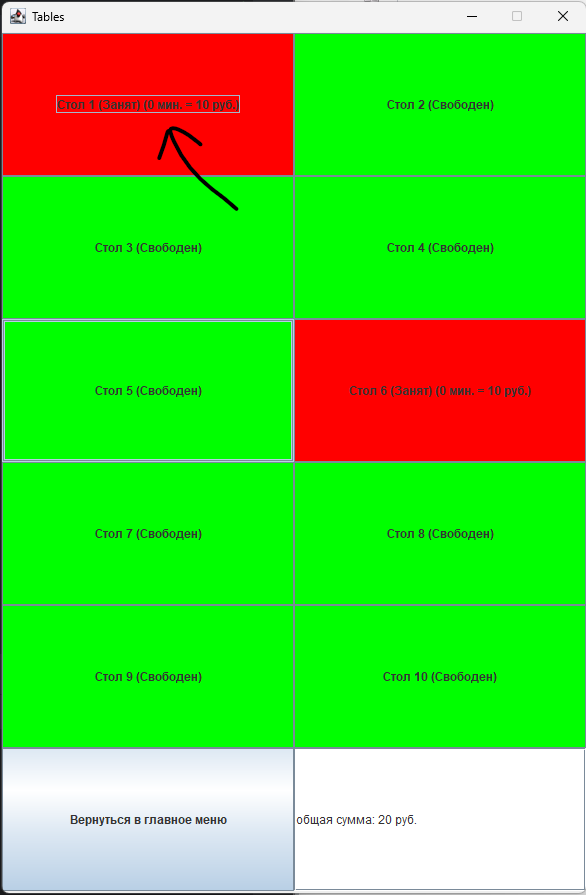 Tables
Стол 1 (Занят) (0 мин. = 10 руб.)
Стол 2 (Свободен)
Стол 3 (Свободен)
Стол 4 (Свободен)
Стол 5 (Свободен)
Стол 6 (Занят) (0 мин. = 10 руб.)
Стол 7 (Свободен)
Стол 8 (Свободен)
Стол 9 (Свободен)
Стол 10 (Свободен)
Вернуться в главное меню
общая сумма: 20 руб.